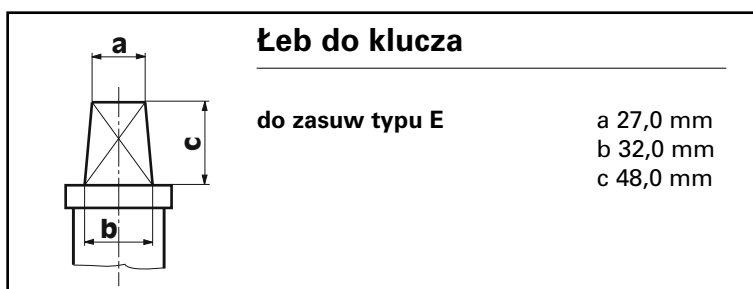 Łeb do klucza
a
c
b
do zasuw typu E
a 27,0 mm
b 32,0 mm
c 48,0 mm